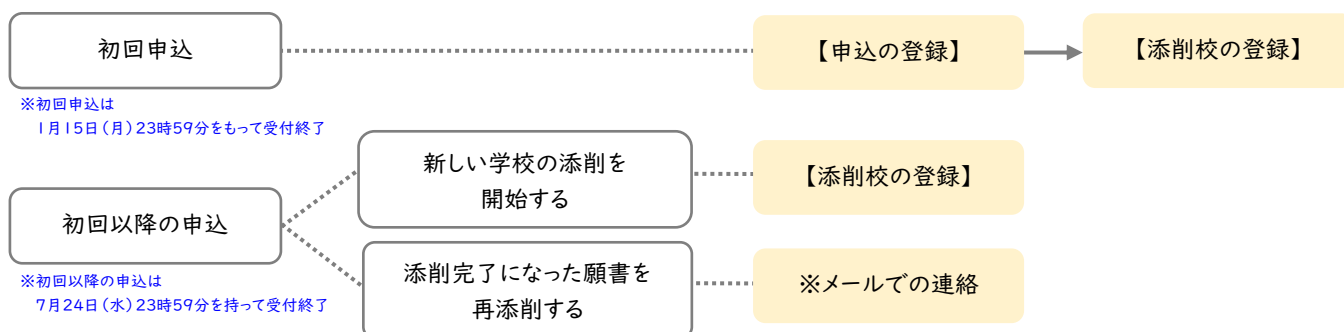 初回申込
【申込の登録】
【添削校の登録】
※初回申込は
1月15日(月)23時59分をもって受付終了
新しい学校の添削を
開始する
【添削校の登録】
初回以降の申込
添削完了になった願書を
再添削する
※メールでの連絡
※初回以降の申込は
7月24日(水)23時59分を持って受付終了